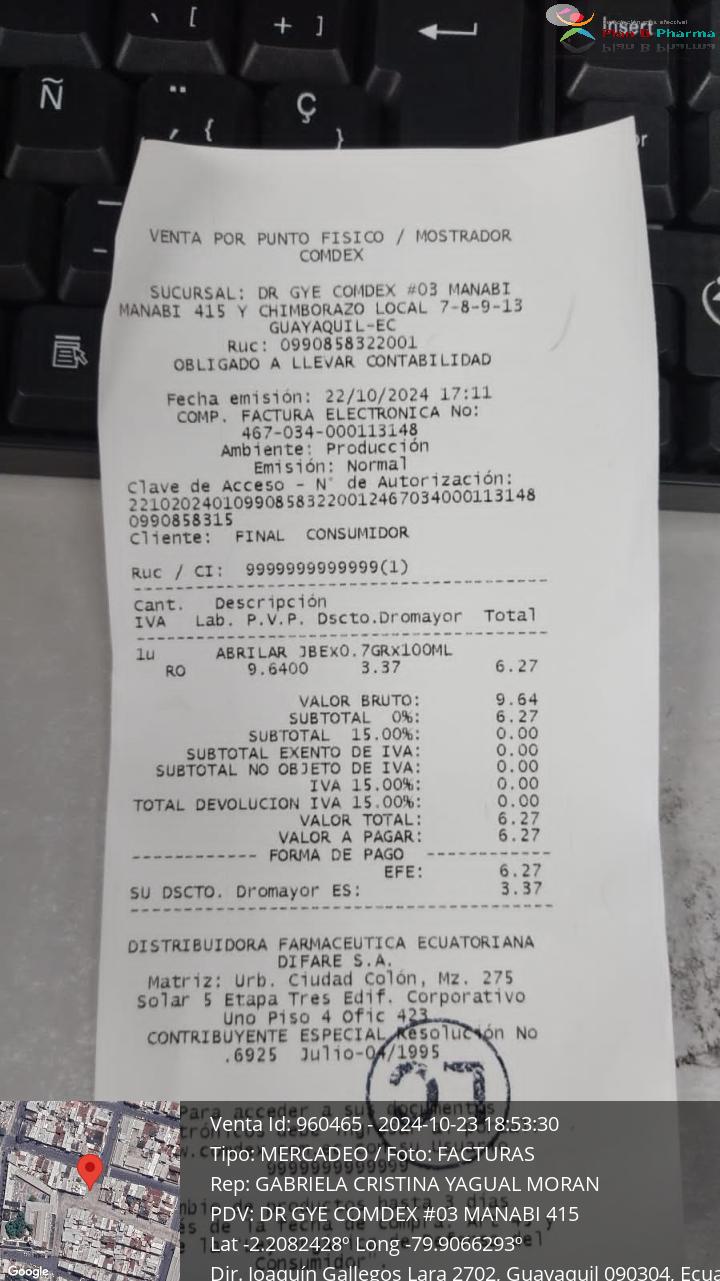 Insert
Plan B Pharma
[
+ ]
Ñ
Ç
{
}
VENTA POR PUNTO FISICO / MOSTRADOR
COMDEX
SUCURSAL: DR GYE COMDEX #03 MANABI
MANABI 415 Y CHIMBORAZO LOCAL 7-8-9-13
GUAYAQUIL-EC
Ruc: 0990858322001
OBLIGADO A LLEVAR CONTABILIDAD
Fecha emisión: 22/10/2024 17:11
COMP. FACTURA ELECTRONICA No:
467-034-000113148
Ambiente: Producción
Emisión: Normal
Clave de Acceso - N° de Autorización:
221020240109908583220012467034000113148
0990858315
Cliente: FINAL CONSUMIDOR
Ruc / CI: 9999999999999(1)
Cant. Descripción
IVA Lab. P.V.P. Dscto.Dromayor Total
1u ABRILAR JBEx0.7GRx100ML
RO 9.6400 3.37 6.27
VALOR BRUTO: 9.64
SUBTOTAL 0%: 6.27
SUBTOTAL 15.00%: 0.00
SUBTOTAL EXENTO DE IVA: 0.00
SUBTOTAL NO OBJETO DE IVA: 0.00
IVA 15.00%: 0.00
TOTAL DEVOLUCION IVA 15.00%: 0.00
VALOR TOTAL: 6.27
VALOR A PAGAR: 6.27
------------ FORMA DE PAGO ------------
EFE: 6.27
SU DSCTO. Dromayor ES: 3.37
DISTRIBUIDORA FARMACEUTICA ECUATORIANA
DIFARE S.A.
Matriz: Urb. Ciudad Colón, Mz. 275
Solar 5 Etapa Tres Edif. Corporativo
Uno Piso 4 Ofic 423
CONTRIBUYENTE ESPECIAL Resolución No
.6925 Julio-04/1995
Para acceder a sus documentos
9999999999999
Venta Id: 960465 - 2024-10-23 18:53:30
Tipo: MERCADEO / Foto: FACTURAS
Rep: GABRIELA CRISTINA YAGUAL MORAN
PDV: DR GYE COMDEX #03 MANABI 415
Lat -2.2082428º Long -79.9066293º
Dir. Joaquín Gallegos Lara 2702, Guayaquil 090304, Ecua
Consumidor".
Google